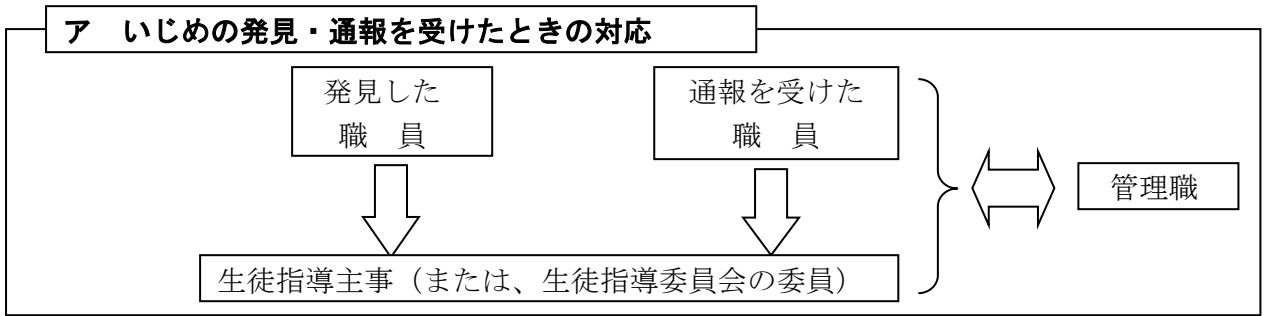 ア　いじめの発見・通報を受けたときの対応
発見した
職　員
通報を受けた
職　員
管理職
生徒指導主事（または、生徒指導委員会の委員）